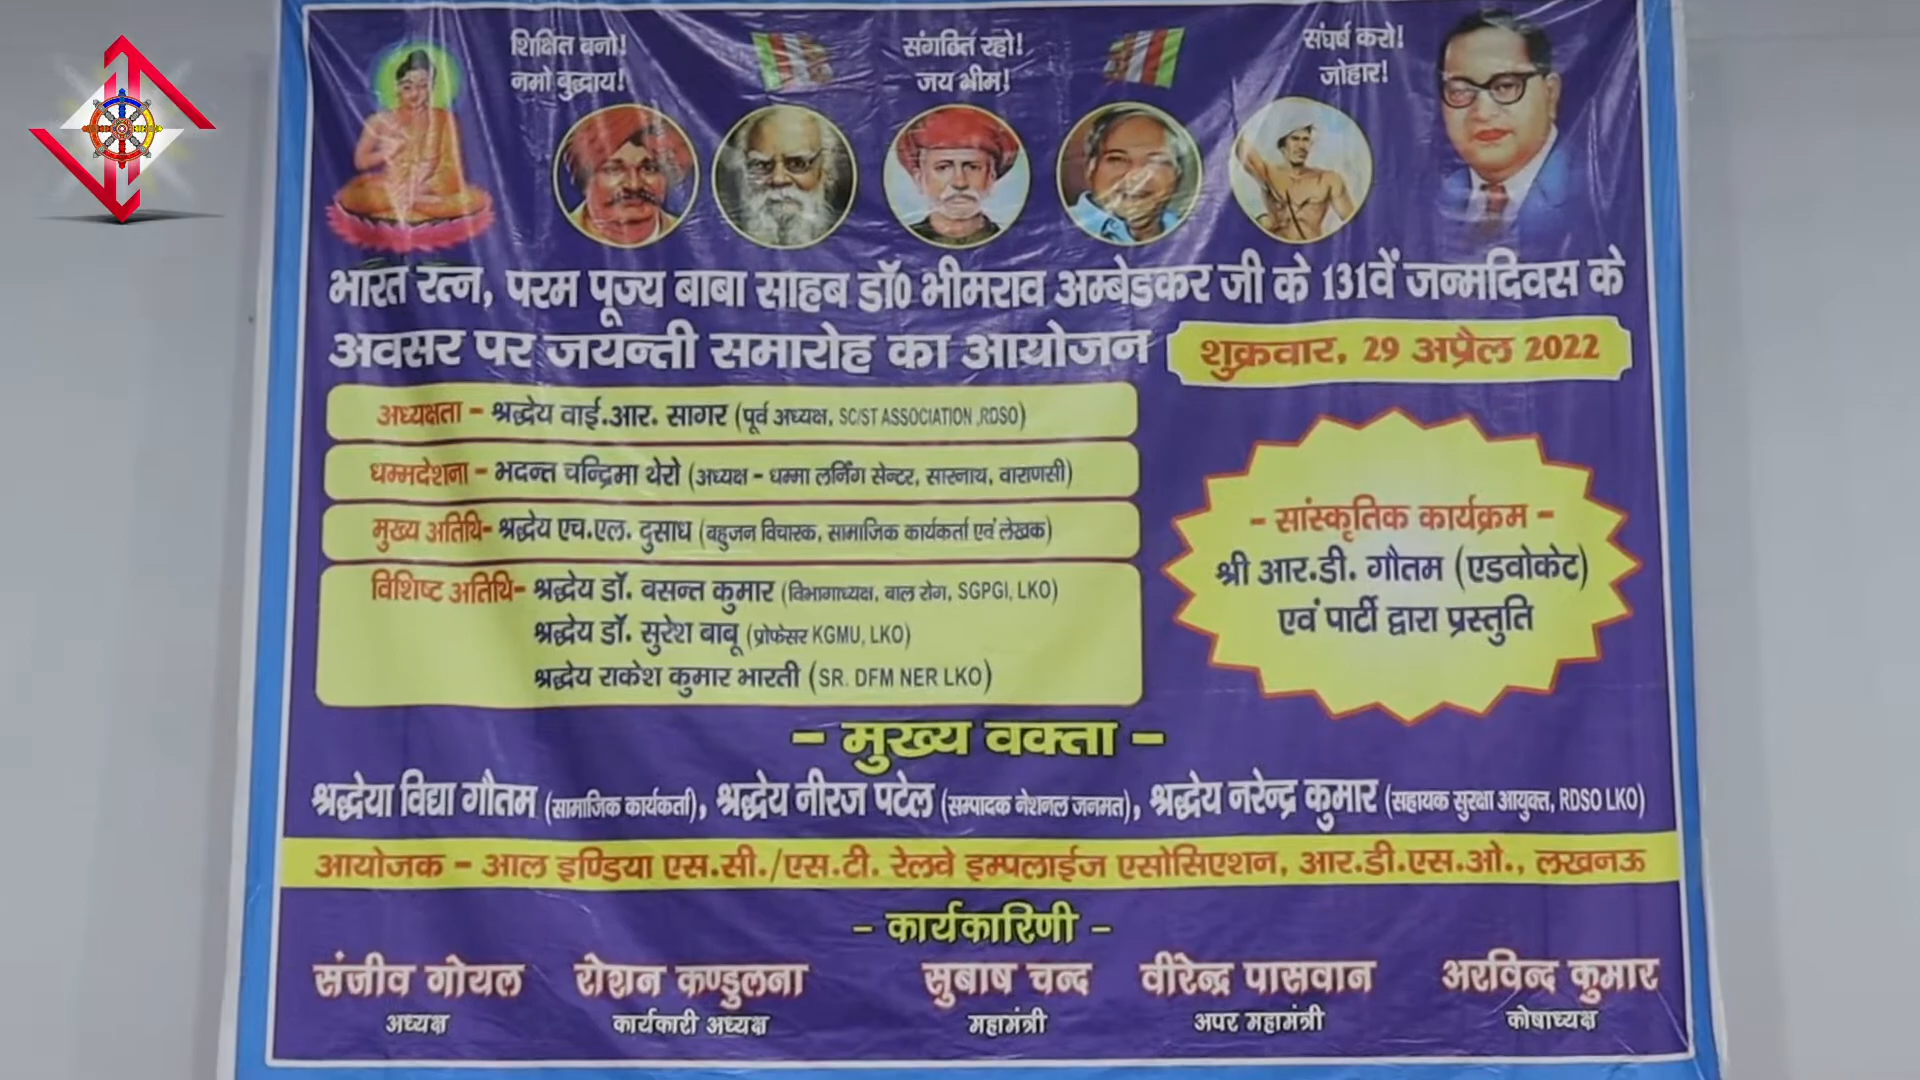 शिक्षित बनो! संगठित रहो! संघर्ष करो!
नमो बुद्धाय! जय भीम! जोहार!
भारत रत्न, परम पूज्य बाबा साहब डॉ0 भीमराव अम्बेडकर जी के 131वें जन्मदिवस के
अवसर पर जयन्ती समारोह का आयोजन
शुक्रवार, 29 अप्रैल 2022
अध्यक्षता - श्रद्धेय वाई.आर. सागर (पूर्व अध्यक्ष, SC/ST ASSOCIATION ,RDSO)
धम्मदेशना - भदन्त चन्द्रिमा थेरो (अध्यक्ष - धम्मा लर्निंग सेन्टर, सारनाथ, वाराणसी)
मुख्य अतिथि- श्रद्धेय एच.एल. दुसाध (बहुजन विचारक, सामाजिक कार्यकर्ता एवं लेखक)
विशिष्ट अतिथि- श्रद्धेय डॉ. वसन्त कुमार (विभागाध्यक्ष, बाल रोग, SGPGI, LKO)
श्रद्धेय डॉ. सुरेश बाबू (प्रोफेसर KGMU, LKO)
श्रद्धेय राकेश कुमार भारती (SR. DFM NER LKO)
- सांस्कृतिक कार्यक्रम -
श्री आर.डी. गौतम (एडवोकेट)
एवं पार्टी द्वारा प्रस्तुति
- मुख्य वक्ता -
श्रद्धेया विद्या गौतम (सामाजिक कार्यकर्ता), श्रद्धेय नीरज पटेल (सम्पादक नेशनल जनमत), श्रद्धेय नरेन्द्र कुमार (सहायक सुरक्षा आयुक्त, RDSO LKO)
आयोजक - आल इण्डिया एस.सी./एस.टी. रेलवे इम्पलाईज एसोसिएशन, आर.डी.एस.ओ., लखनऊ
- कार्यकारिणी -
संजीव गोयल रोशन कण्डुलना सुबाष चन्द वीरेन्द्र पासवान अरविन्द कुमार
अध्यक्ष कार्यकारी अध्यक्ष महामंत्री अपर महामंत्री कोषाध्यक्ष